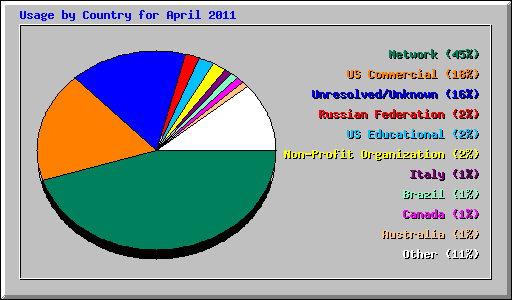 Usage by Country for April 2011
Network (45%)
US Commercial (18%)
Unresolved/Unknown (16%)
Russian Federation (2%)
US Educational (2%)
Non-Profit Organization (2%)
Italy (1%)
Brazil (1%)
Canada (1%)
Australia (1%)
Other (11%)